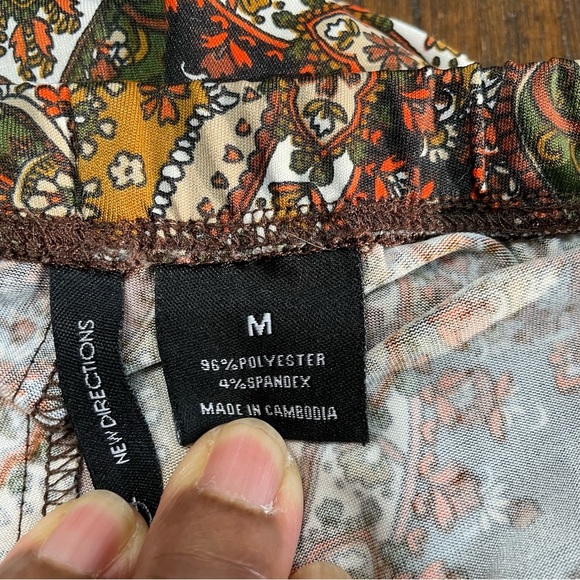 NEW DIRECTIONS
M
96% POLYESTER
4% SPANDEX
MADE IN CAMBODIA